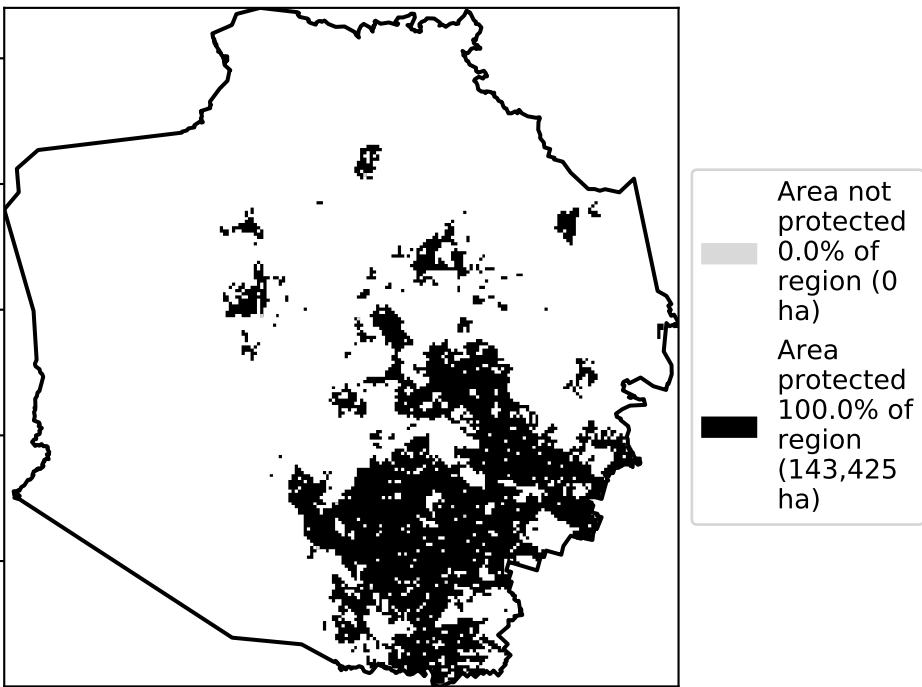 Area not
protected
0.0% of
region (0
ha)
Area
protected
100.0% of
region
(143,425
ha)